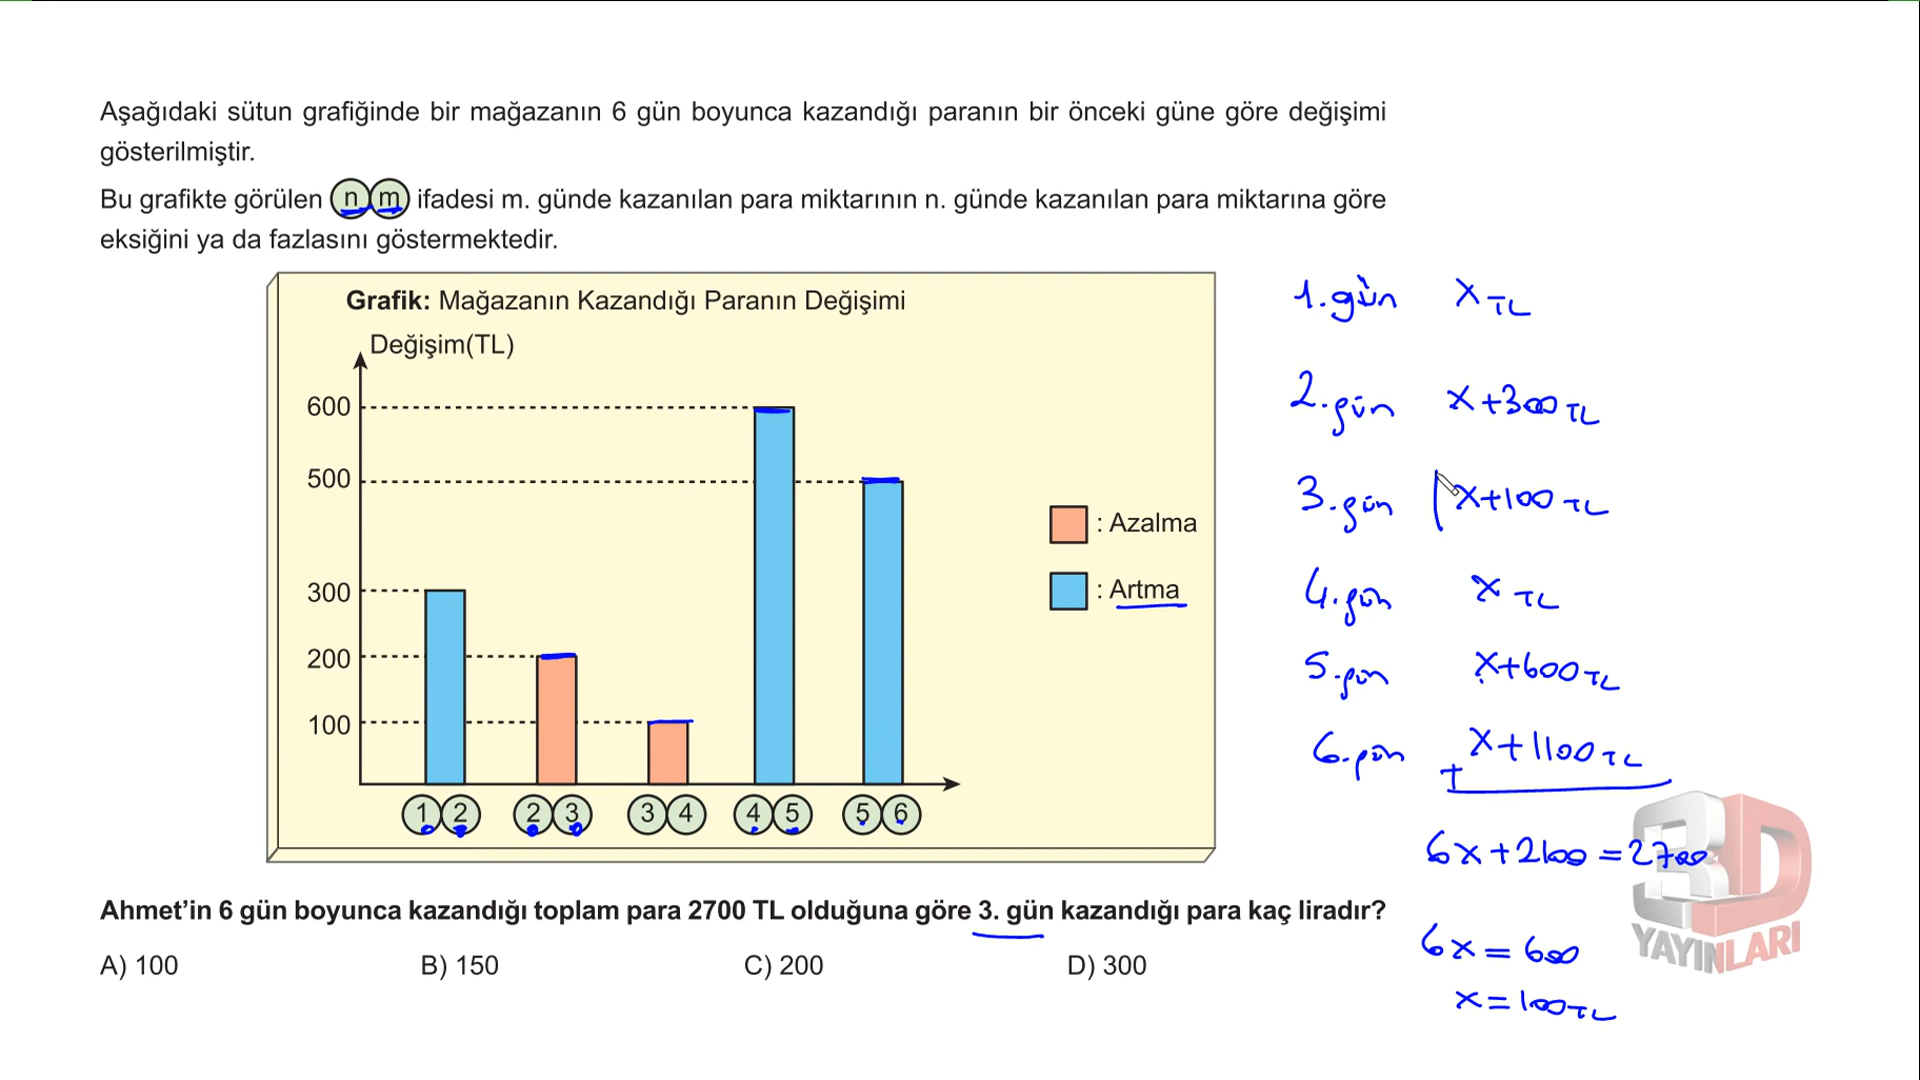 Aşağıdaki sütun grafiğinde bir mağazanın 6 gün boyunca kazandığı paranın bir önceki güne göre değişimi
gösterilmiştir.
Bu grafikte görülen n m ifadesi m. günde kazanılan para miktarının n. günde kazanılan para miktarına göre
eksiğini ya da fazlasını göstermektedir.
Grafik: Mağazanın Kazandığı Paranın Değişimi
Değişim(TL)
600
500
300
200
100
1 2 2 3 3 4 4 5 5 6
: Azalma
: Artma
1. gün x TL
2. gün x+300 TL
3. gün x+100 TL
4. gün x TL
5. gün x+600 TL
6. gün x+1100 TL
+
6x+2100=2700
6x=600
x=100 TL
Ahmet’in 6 gün boyunca kazandığı toplam para 2700 TL olduğuna göre 3. gün kazandığı para kaç liradır?
A) 100 B) 150 C) 200 D) 300
3D
YAYINLARI